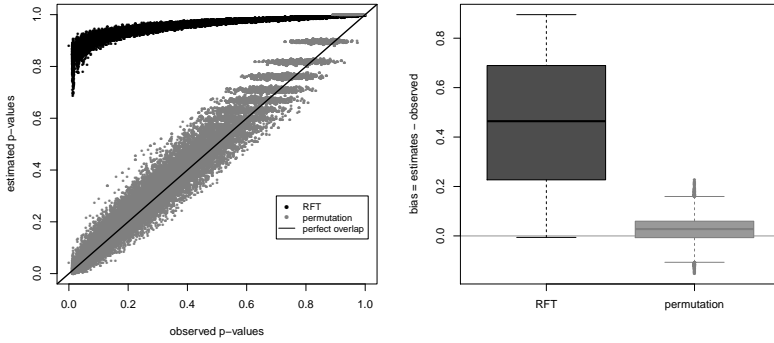 estimated p-values
1.0
0.8
0.6
0.4
0.2
0.0
RFT
permutation
perfect overlap
0.0 0.2 0.4 0.6 0.8 1.0
observed p-values
bias = estimates - observed
0.8
0.6
0.4
0.2
0.0
RFT permutation